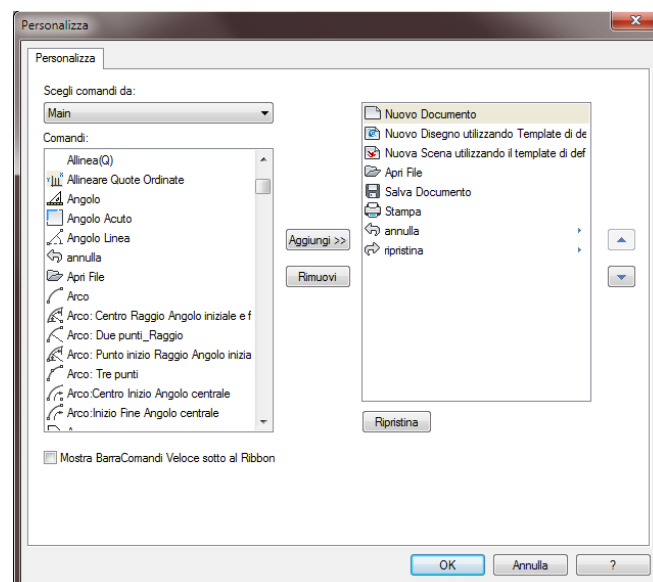 Personalizza
Personalizza
Scegli comandi da:
Main
Comandi:
Allinea(Q)
Allineare Quote Ordinate
Angolo
Angolo Acuto
Angolo Linea
annulla
Apri File
Arco
Arco: Centro Raggio Angolo iniziale e f
Arco: Due punti_Raggio
Arco: Punto inizio Raggio Angolo inizia
Arco: Tre punti
Arco:Centro Inizio Angolo centrale
Arco:Inizio Fine Angolo centrale
Aggiungi >>
Rimuovi
Nuovo Documento
Nuovo Disegno utilizzando Template di de
Nuova Scena utilizzando il template di def
Apri File
Salva Documento
Stampa
annulla
ripristina
Ripristina
Mostra BarraComandi Veloce sotto al Ribbon
OK
Annulla
?